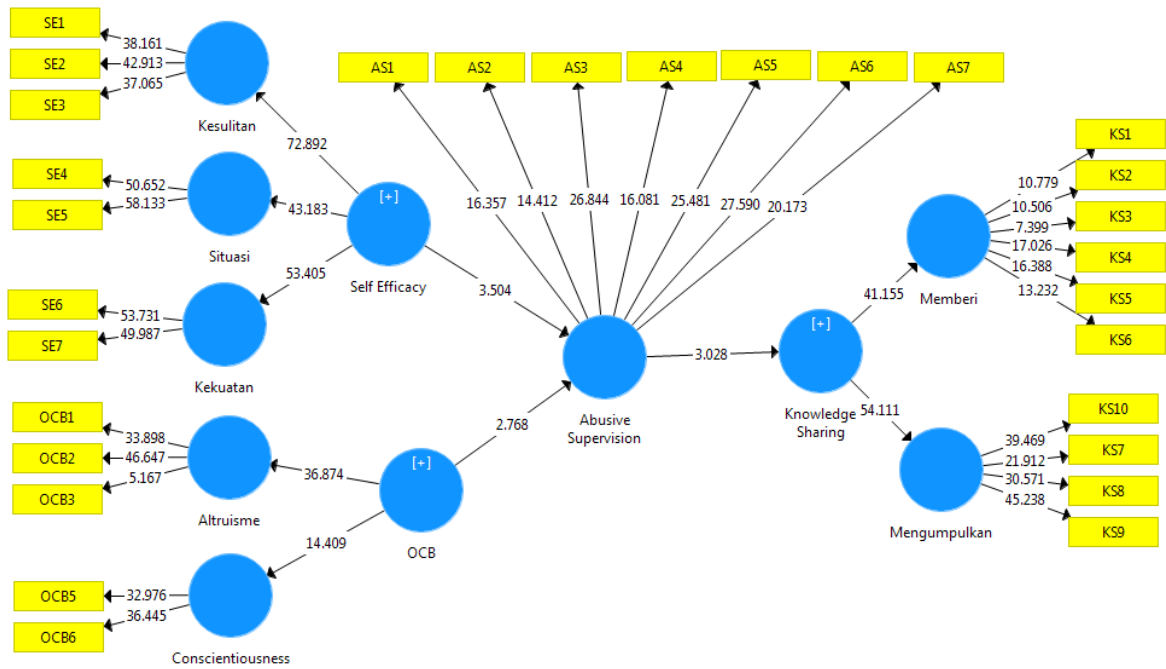 SE1
38.161
SE2
42.913
37.065
SE3
Kesulitan
72.892
SE4
50.652
SE5
58.133
Situasi
43.183
[+]
Self Efficacy
53.405
SE6
53.731
SE7
49.987
Kekuatan
3.504
OCB1
33.898
OCB2
46.647
5.167
OCB3
Altruisme
36.874
[+]
OCB
14.409
OCB5
32.976
36.445
OCB6
Conscientiousness
2.768
AS1
AS2
AS3
AS4
AS5
AS6
AS7
16.357
14.412
26.844
16.081
25.481
27.590
20.173
Abusive
Supervision
3.028
[+]
Knowledge
Sharing
41.155
54.111
Memberi
KS1
10.779
KS2
10.506
KS3
7.399
17.026
KS4
16.388
KS5
13.232
KS6
Mengumpulkan
KS10
39.469
KS7
21.912
30.571
KS8
45.238
KS9